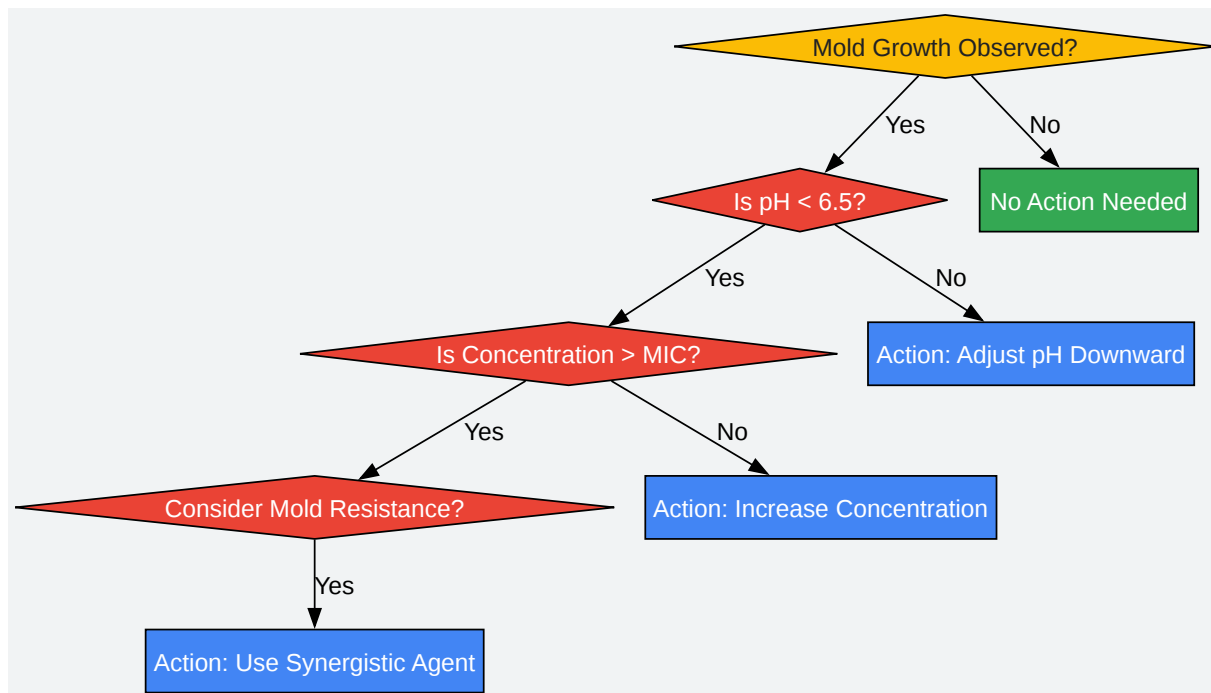 Mold Growth Observed?
Yes
No
Is pH < 6.5?
No Action Needed
Yes
No
Is Concentration > MIC?
Action: Adjust pH Downward
Yes
No
Consider Mold Resistance?
Action: Increase Concentration
Yes
Action: Use Synergistic Agent